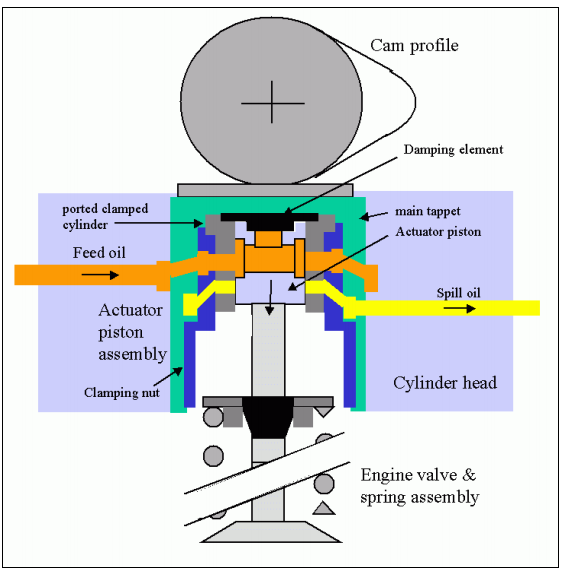 Cam profile
Damping element
ported clamped
cylinder
main tappet
Actuator piston
Feed oil
Spill oil
Actuator
piston
assembly
Clamping nut
Cylinder head
Engine valve &
spring assembly